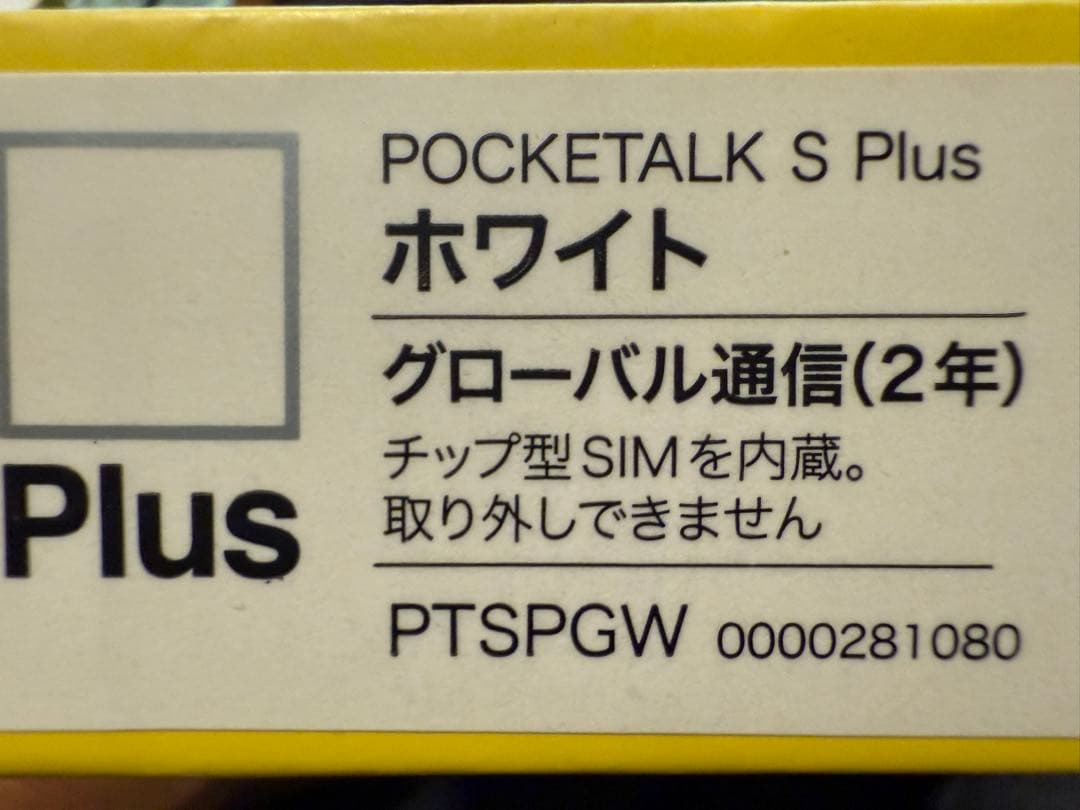 POCKETALK S Plus
ホワイト
グローバル通信(2年)
チップ型SIMを内蔵。
取り外しできません
PTSPGW 0000281080
Plus